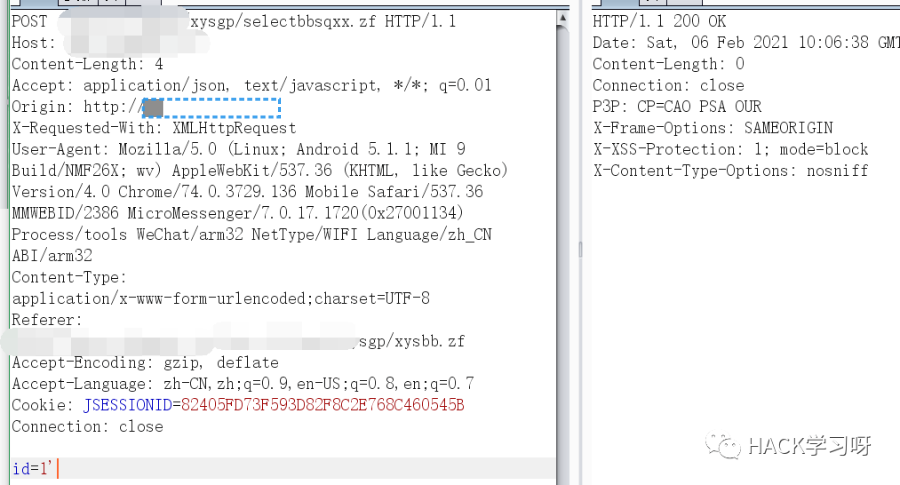 POST xysgp/selectbbsqxx.zf HTTP/1.1
Host:
Content-Length: 4
Accept: application/json, text/javascript, */*; q=0.01
Origin: http://
X-Requested-With: XMLHttpRequest
User-Agent: Mozilla/5.0 (Linux; Android 5.1.1; MI 9
Build/NMF26X; wv) AppleWebKit/537.36 (KHTML, like Gecko)
Version/4.0 Chrome/74.0.3729.136 Mobile Safari/537.36
MMWEBID/2386 MicroMessenger/7.0.17.1720(0x27001134)
Process/tools WeChat/arm32 NetType/WIFI Language/zh_CN
ABI/arm32
Content-Type:
application/x-www-form-urlencoded;charset=UTF-8
Referer:
sgp/xysbb.zf
Accept-Encoding: gzip, deflate
Accept-Language: zh-CN,zh;q=0.9,en-US;q=0.8,en;q=0.7
Cookie: JSESSIONID=82405FD73F593D82F8C2E768C460545B
Connection: close
id=1'
HTTP/1.1 200 OK
Date: Sat, 06 Feb 2021 10:06:38 GMT
Content-Length: 0
Connection: close
P3P: CP=CAO PSA OUR
X-Frame-Options: SAMEORIGIN
X-XSS-Protection: 1; mode=block
X-Content-Type-Options: nosniff
HACK学习呀